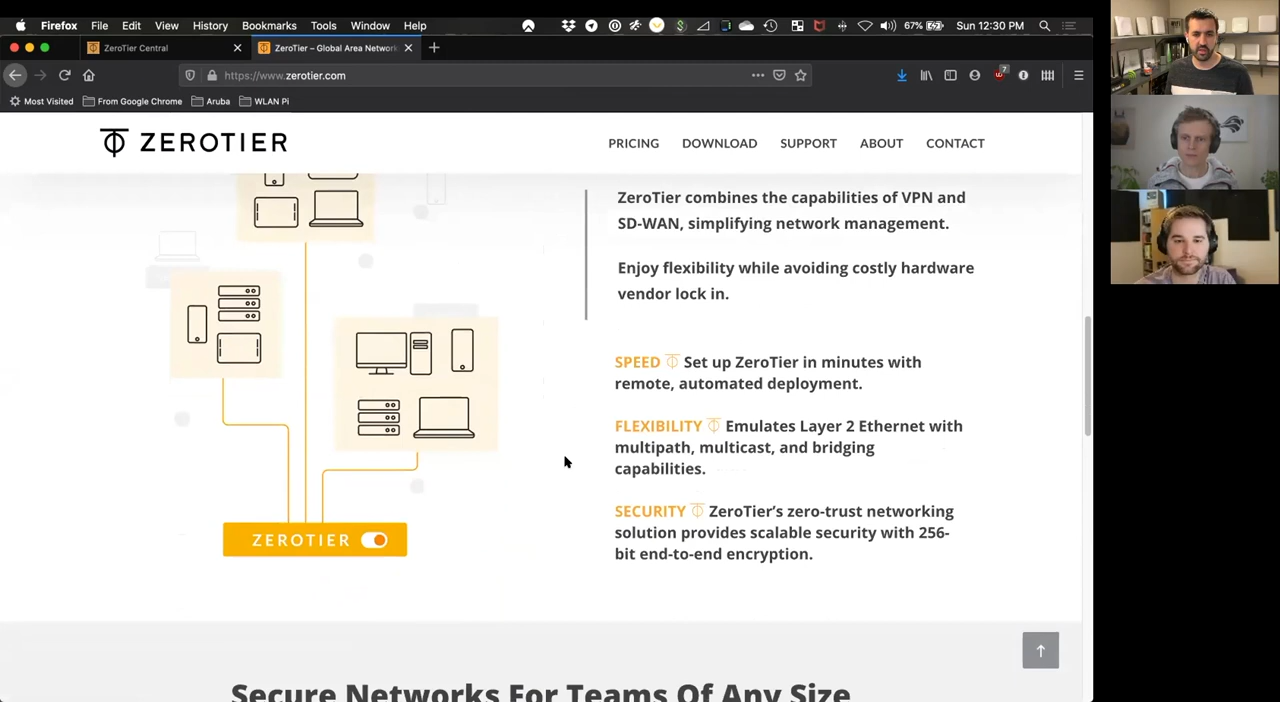 Firefox File Edit View History Bookmarks Tools Window Help 67% Sun 12:30 PM
ZeroTier Central ZeroTier – Global Area Network
https://www.zerotier.com 7
Most Visited From Google Chrome Aruba WLAN Pi
ZEROTIER PRICING DOWNLOAD SUPPORT ABOUT CONTACT
ZeroTier combines the capabilities of VPN and
SD-WAN, simplifying network management.
Enjoy flexibility while avoiding costly hardware
vendor lock in.
SPEED Set up ZeroTier in minutes with
remote, automated deployment.
FLEXIBILITY Emulates Layer 2 Ethernet with
multipath, multicast, and bridging
capabilities.
SECURITY ZeroTier’s zero-trust networking
solution provides scalable security with 256-
bit end-to-end encryption.
ZEROTIER
Secure Networks For Teams Of Any Size